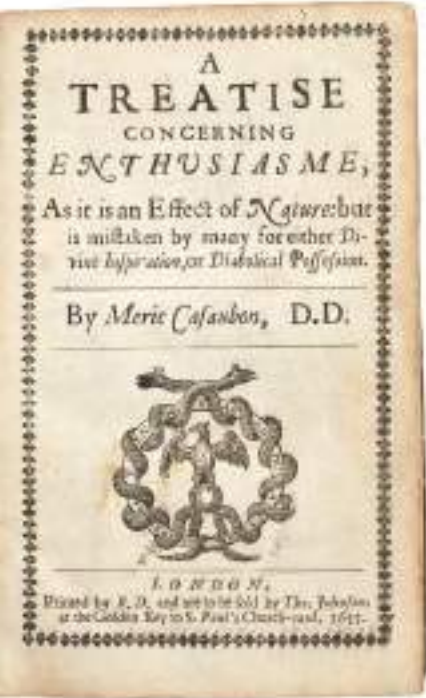 A
TREATISE
CONCERNING
ENTHUSIASME,
As it is an Effect of Nature: but
is mistaken by many for either Di-
vine Inspiration, or Diabolical Possession.
By Meric Casaubon, D.D.
LONDON,
Printed by R. D. and are to be sold by Tho. Johnson
at the Golden Key in S. Paul's Church-yard, 1655.